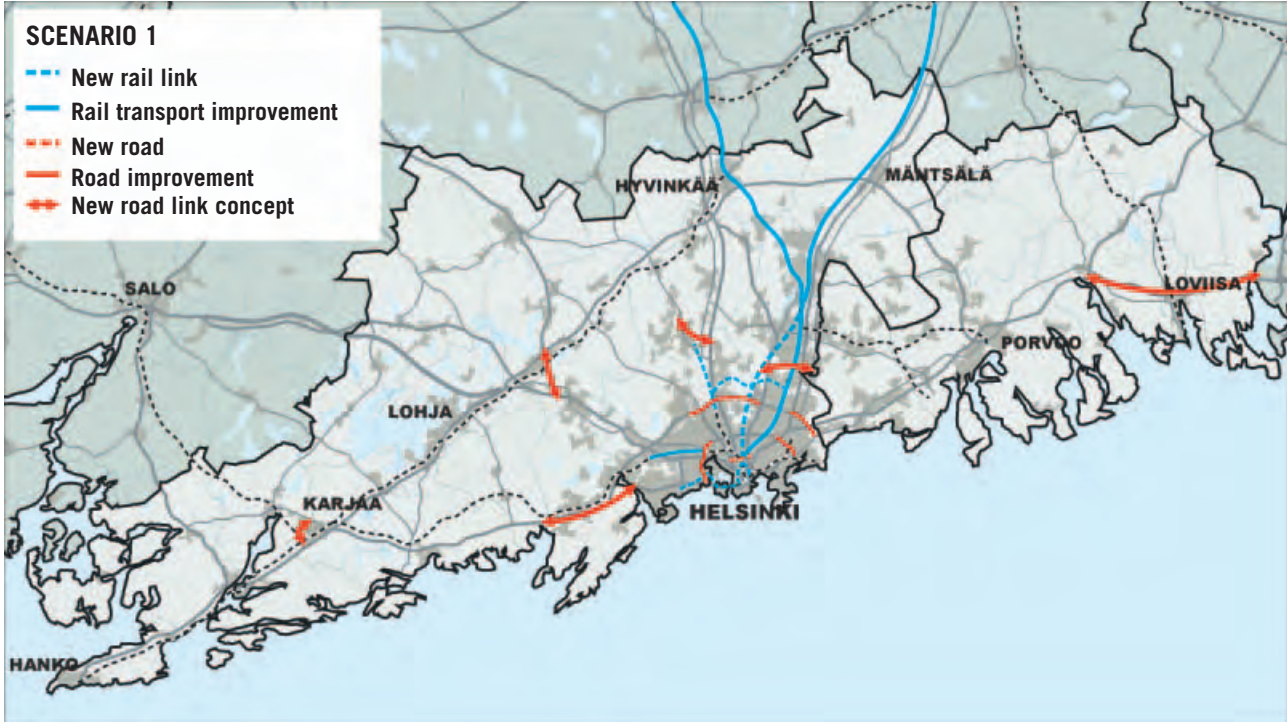 SCENARIO 1
New rail link
Rail transport improvement
New road
Road improvement
New road link concept
HYVINKÄÄ
MÄNTSÄLÄ
SALO
LOVIISA
PORVOO
LOHJA
KARJAA
HELSINKI
HANKO